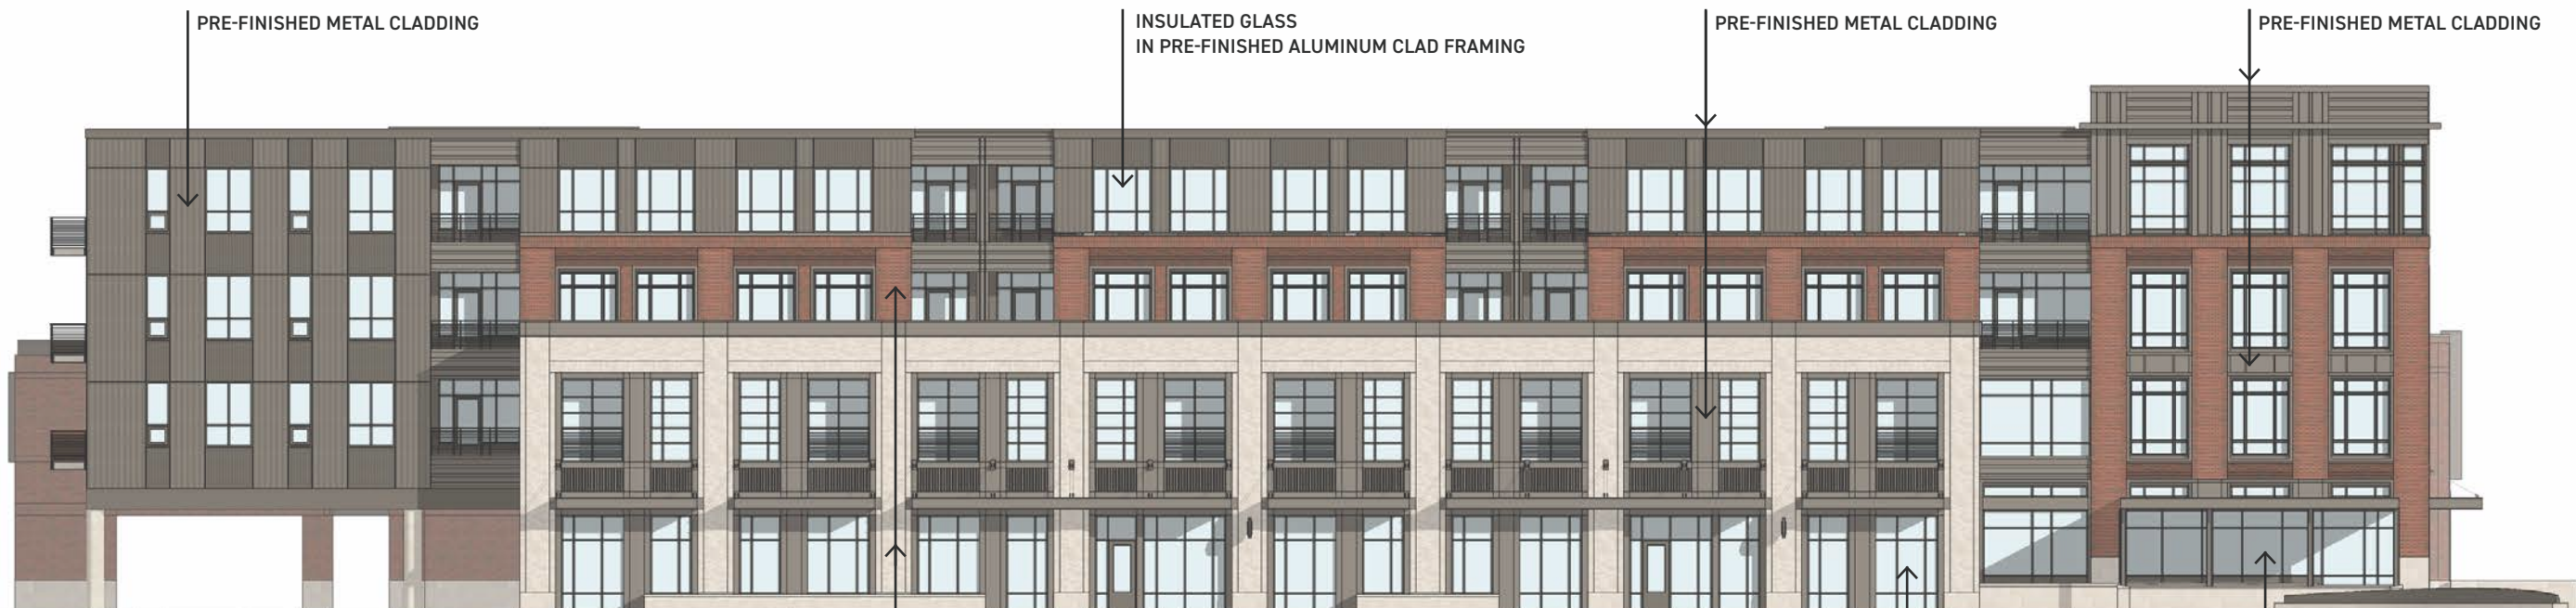 PRE-FINISHED METAL CLADDING
INSULATED GLASS
IN PRE-FINISHED ALUMINUM CLAD FRAMING
PRE-FINISHED METAL CLADDING
PRE-FINISHED METAL CLADDING